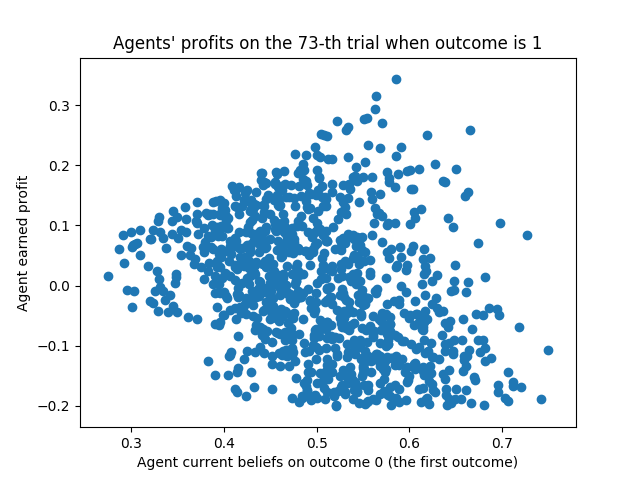 Agents' profits on the 73-th trial when outcome is 1
Agent earned profit
0.3
0.2
0.1
0.0
−0.1
−0.2
0.3 0.4 0.5 0.6 0.7
Agent current beliefs on outcome 0 (the first outcome)